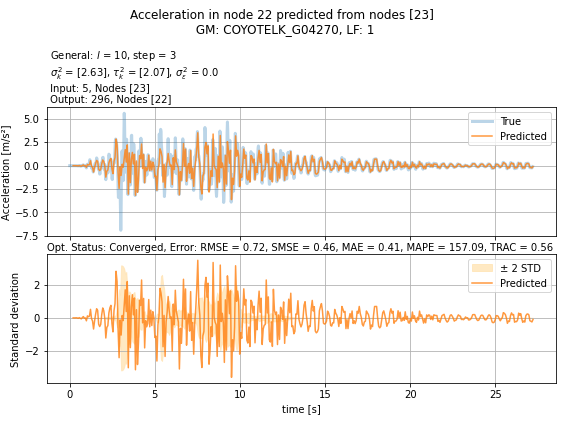 Acceleration in node 22 predicted from nodes [23]
GM: COYOTELK_G04270, LF: 1
General: l = 10, step = 3
σ²ₖ = [2.63], τ²ₖ = [2.07], σ²ε = 0.0
Input: 5, Nodes [23]
Output: 296, Nodes [22]
Acceleration [m/s²]
5.0
2.5
0.0
−2.5
−5.0
−7.5
True
Predicted
Opt. Status: Converged, Error: RMSE = 0.72, SMSE = 0.46, MAE = 0.41, MAPE = 157.09, TRAC = 0.56
Standard deviation
2
0
−2
± 2 STD
Predicted
0
5
10
15
20
25
time [s]